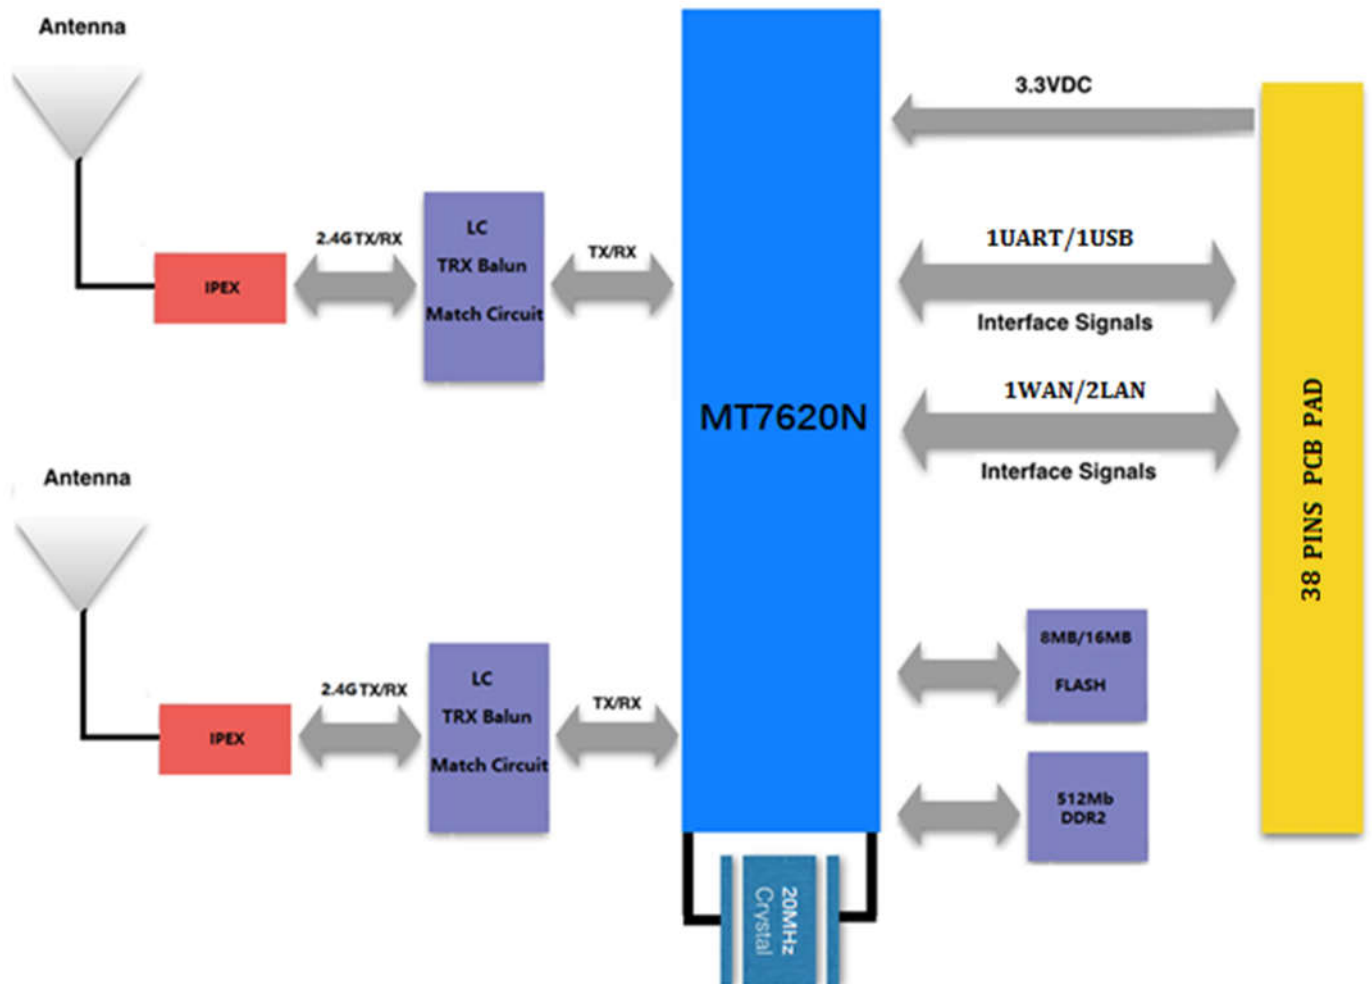 Antenna
3.3VDC
LC
TRX Balun
Match Circuit
2.4G TX/RX
TX/RX
IPEX
1UART/1USB
Interface Signals
1WAN/2LAN
Interface Signals
MT7620N
38 PINS PCB PAD
Antenna
LC
TRX Balun
Match Circuit
2.4G TX/RX
TX/RX
IPEX
8MB/16MB
FLASH
512Mb
DDR2
20MHz
Crystal